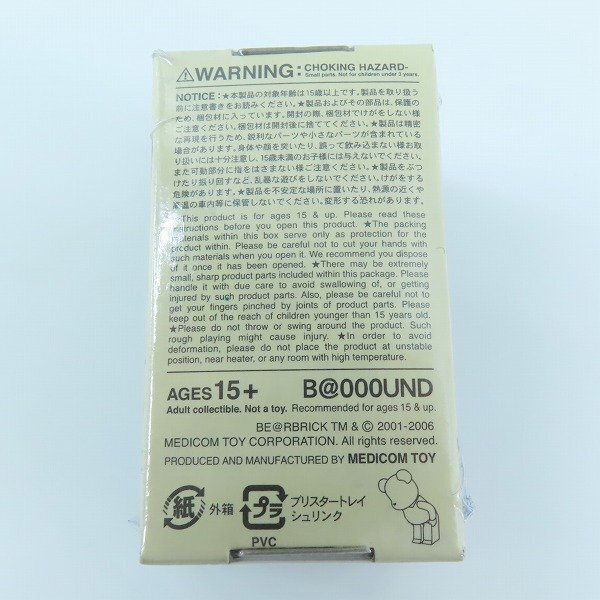 ⚠WARNING: CHOKING HAZARD-
Small parts. Not for children under 3 years.
NOTICE:★本製品の対象年齢は15歳以上です。製品を取り扱う
前に注意書きをお読みください。★製品およびその部品は、保護の
ため、梱包材に入っています。開封の際、梱包材でけがをしない様
ご注意ください。梱包材は開封後に捨ててください。★製品は精密
な再現を行うため、鋭利なパーツや小さなパーツが含まれている
場合があります。身体や顔を突いたり、誤って飲み込まない様お取
り扱いには十分注意し、15歳未満のお子様には与えないでください。
また可動部分に指をはさまない様ご注意ください。★製品をぶつ
けたり振り回すなど、乱暴な遊びをしないでください。けがをする
危険があります。★製品を不安定な場所に置いたり、熱源の近くや
高温の車内等に保管しないでください。変形する恐れがあります。
★This product is for ages 15 & up. Please read these
instructions before you open this product. ★The packing
materials within this box serve only as protection for the
product within. Please be careful not to cut your hands with
such materials when you open it. We recommend you dispose
of it once it has been opened. ★There may be extremely
small, sharp product parts included within this package. Please
handle it with due care to avoid swallowing of, or getting
injured by such product parts. Also, please be careful not to
get your fingers pinched by joints of product parts. Please
keep out of the reach of children younger than 15 years old.
★Please do not throw or swing around the product. Such
rough playing might cause injury. ★In order to avoid
deformation, please do not place the product at unstable
position, near heater, or any room with high temperature.
AGES 15+ B@000UND
Adult collectible. Not a toy. Recommended for ages 15 & up.
BE@RBRICK TM & © 2001-2006
MEDICOM TOY CORPORATION. All rights reserved.
PRODUCED AND MANUFACTURED BY MEDICOM TOY
紙 外箱 プラ ブリスタートレイ
シュリンク
PVC